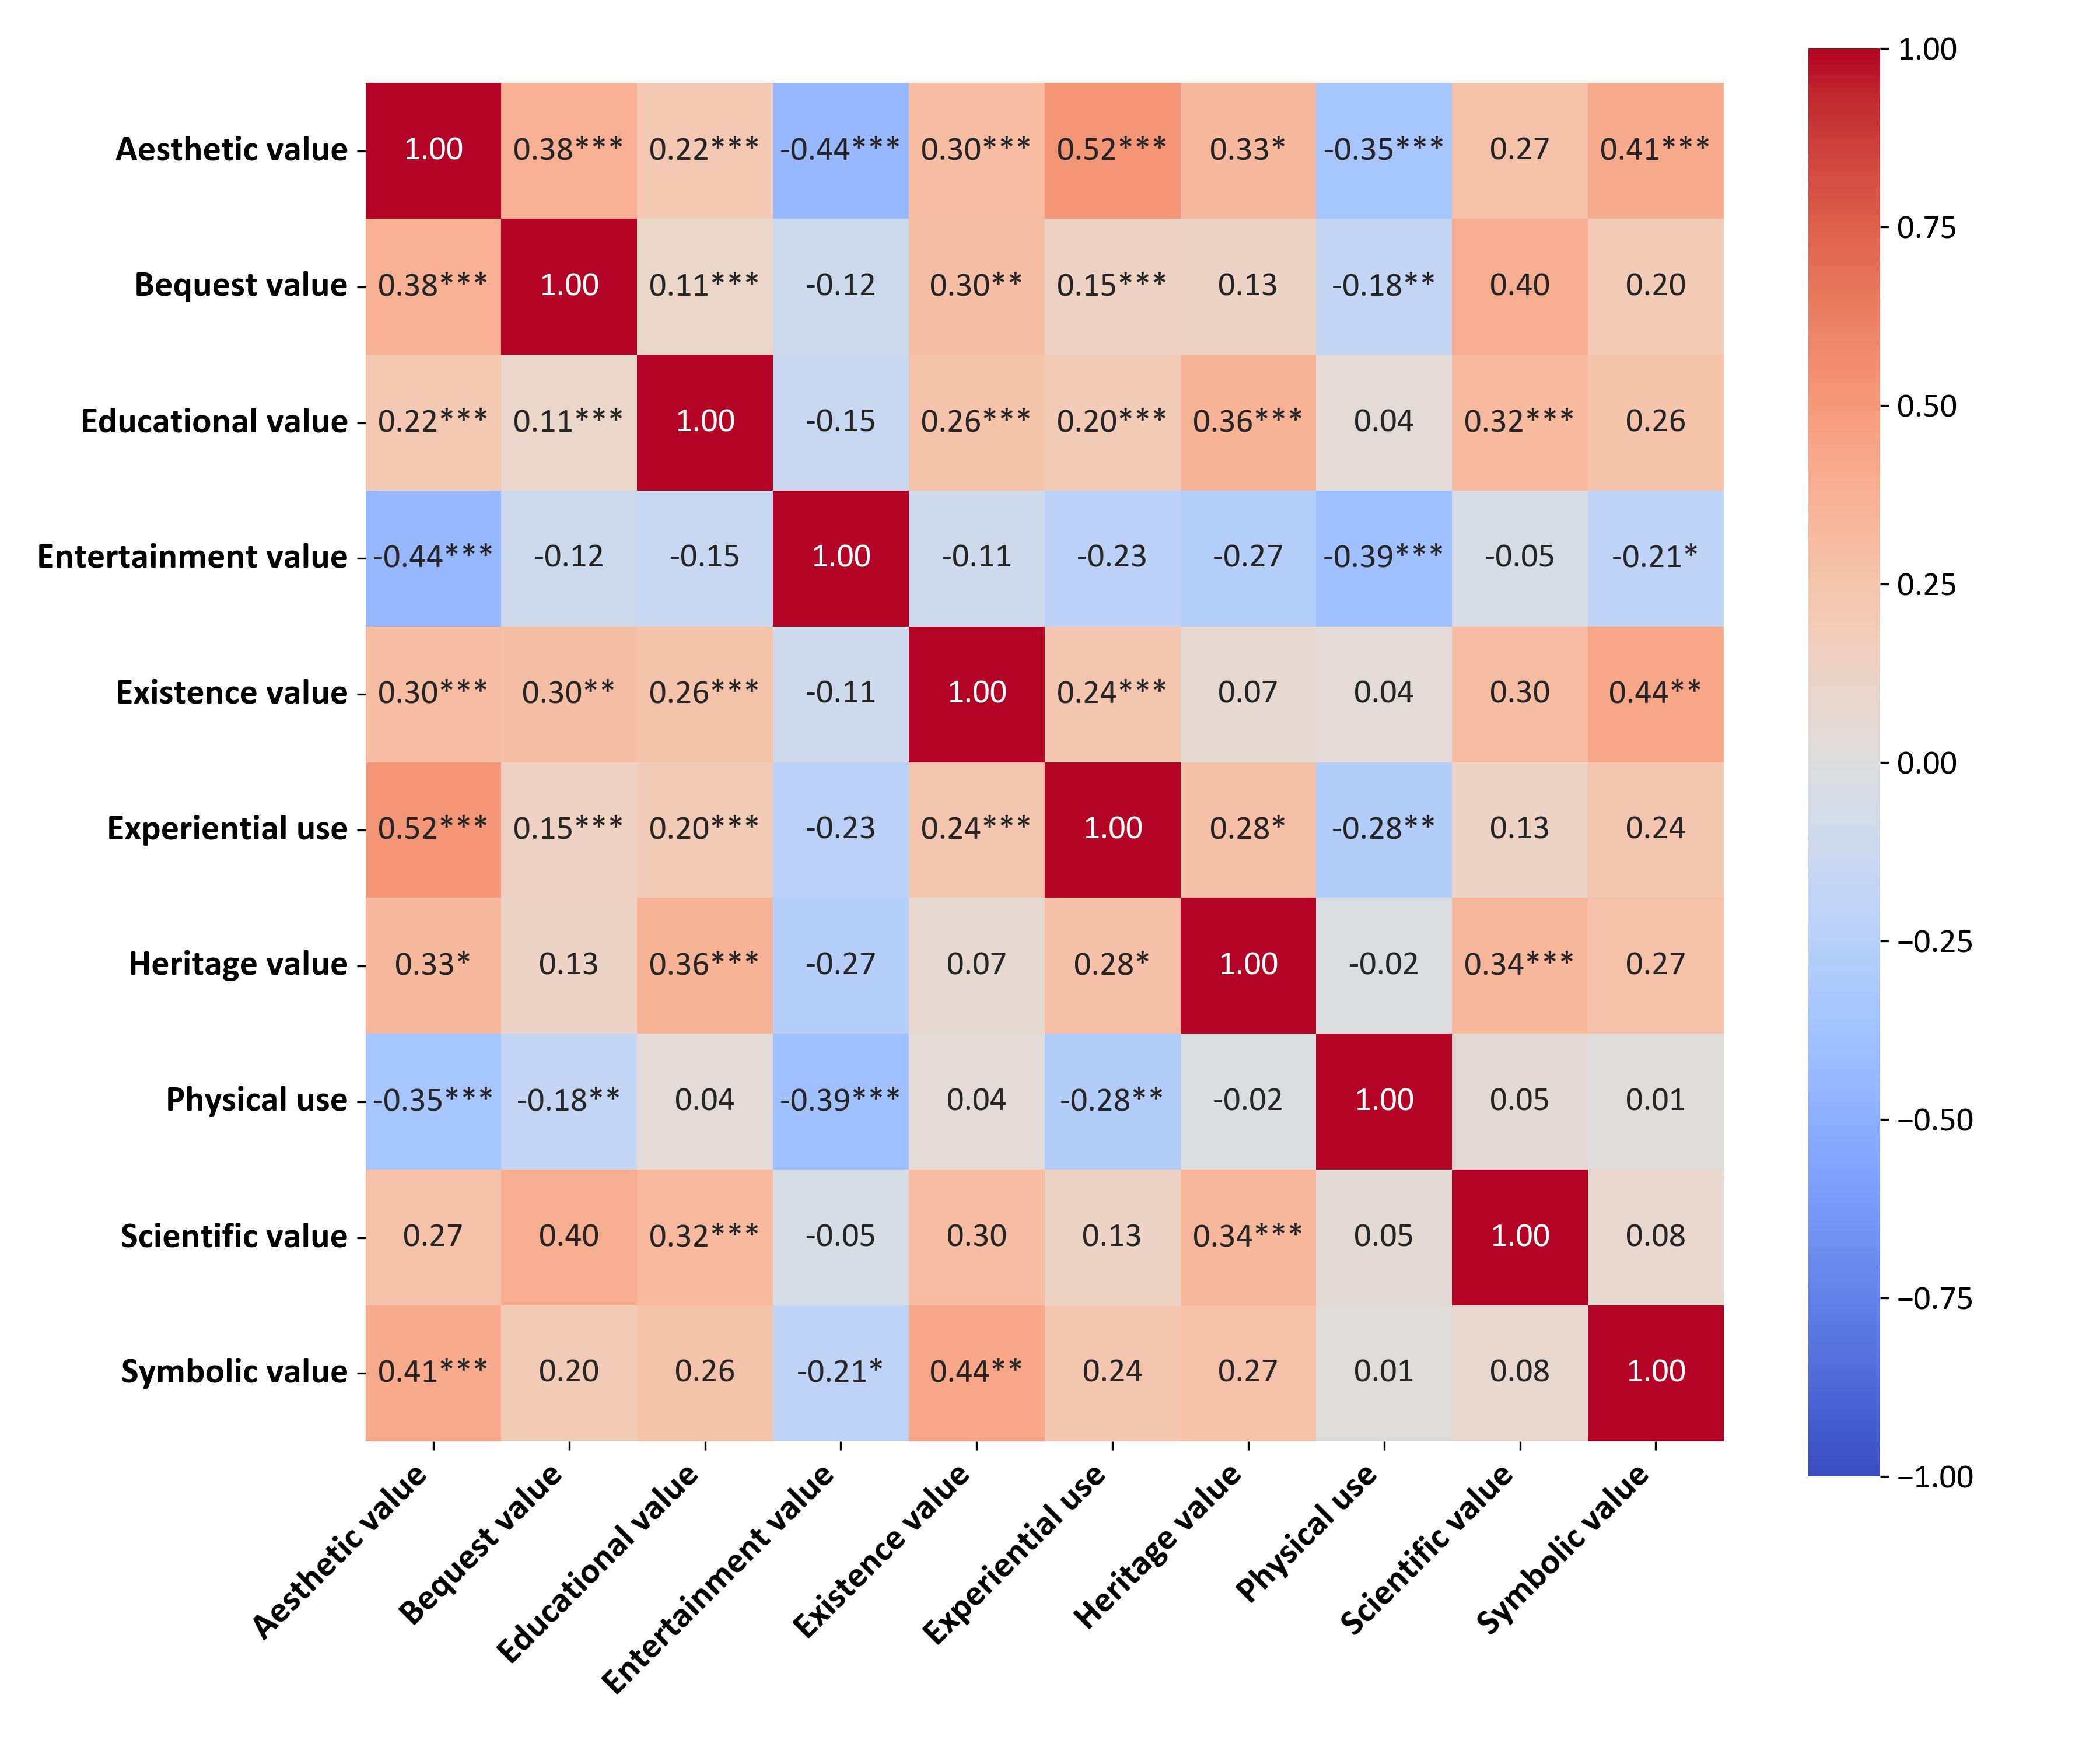 1.00
Aesthetic value 1.00 0.38*** 0.22*** -0.44*** 0.30*** 0.52*** 0.33* -0.35*** 0.27 0.41***
0.75
Bequest value 0.38*** 1.00 0.11*** -0.12 0.30** 0.15*** 0.13 -0.18** 0.40 0.20
0.50
Educational value 0.22*** 0.11*** 1.00 -0.15 0.26*** 0.20*** 0.36*** 0.04 0.32*** 0.26
Entertainment value -0.44*** -0.12 -0.15 1.00 -0.11 -0.23 -0.27 -0.39*** -0.05 -0.21*
0.25
Existence value 0.30*** 0.30** 0.26*** -0.11 1.00 0.24*** 0.07 0.04 0.30 0.44**
0.00
Experiential use 0.52*** 0.15*** 0.20*** -0.23 0.24*** 1.00 0.28* -0.28** 0.13 0.24
−0.25
Heritage value 0.33* 0.13 0.36*** -0.27 0.07 0.28* 1.00 -0.02 0.34*** 0.27
Physical use -0.35*** -0.18** 0.04 -0.39*** 0.04 -0.28** -0.02 1.00 0.05 0.01
−0.50
Scientific value 0.27 0.40 0.32*** -0.05 0.30 0.13 0.34*** 0.05 1.00 0.08
−0.75
Symbolic value 0.41*** 0.20 0.26 -0.21* 0.44** 0.24 0.27 0.01 0.08 1.00
−1.00
Aesthetic value
Bequest value
Educational value
Entertainment value
Existence value
Experiential use
Heritage value
Physical use
Scientific value
Symbolic value